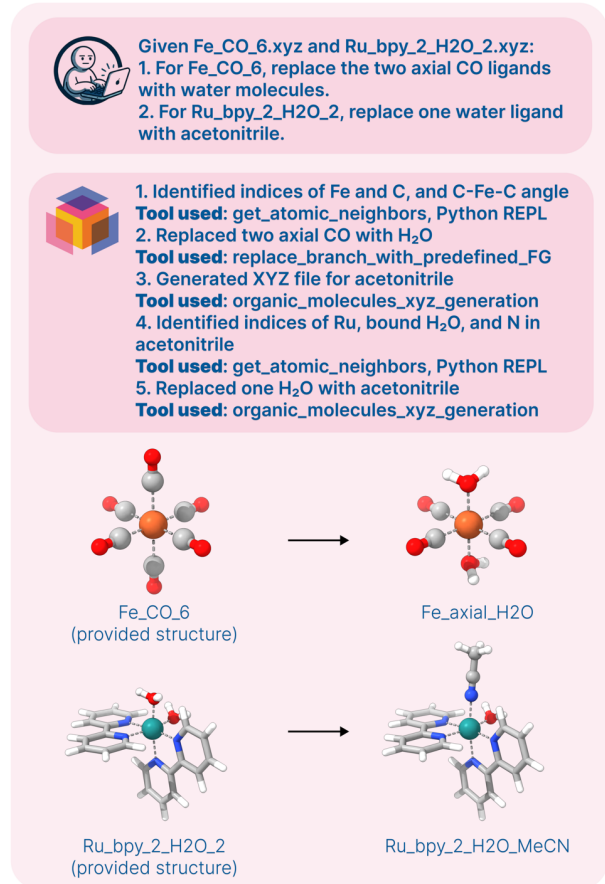 Given Fe_CO_6.xyz and Ru_bpy_2_H2O_2.xyz:
1. For Fe_CO_6, replace the two axial CO ligands
with water molecules.
2. For Ru_bpy_2_H2O_2, replace one water ligand
with acetonitrile.
1. Identified indices of Fe and C, and C-Fe-C angle
Tool used: get_atomic_neighbors, Python REPL
2. Replaced two axial CO with H₂O
Tool used: replace_branch_with_predefined_FG
3. Generated XYZ file for acetonitrile
Tool used: organic_molecules_xyz_generation
4. Identified indices of Ru, bound H₂O, and N in
acetonitrile
Tool used: get_atomic_neighbors, Python REPL
5. Replaced one H₂O with acetonitrile
Tool used: organic_molecules_xyz_generation
Fe_CO_6
(provided structure)
Fe_axial_H2O
Ru_bpy_2_H2O_2
(provided structure)
Ru_bpy_2_H2O_MeCN